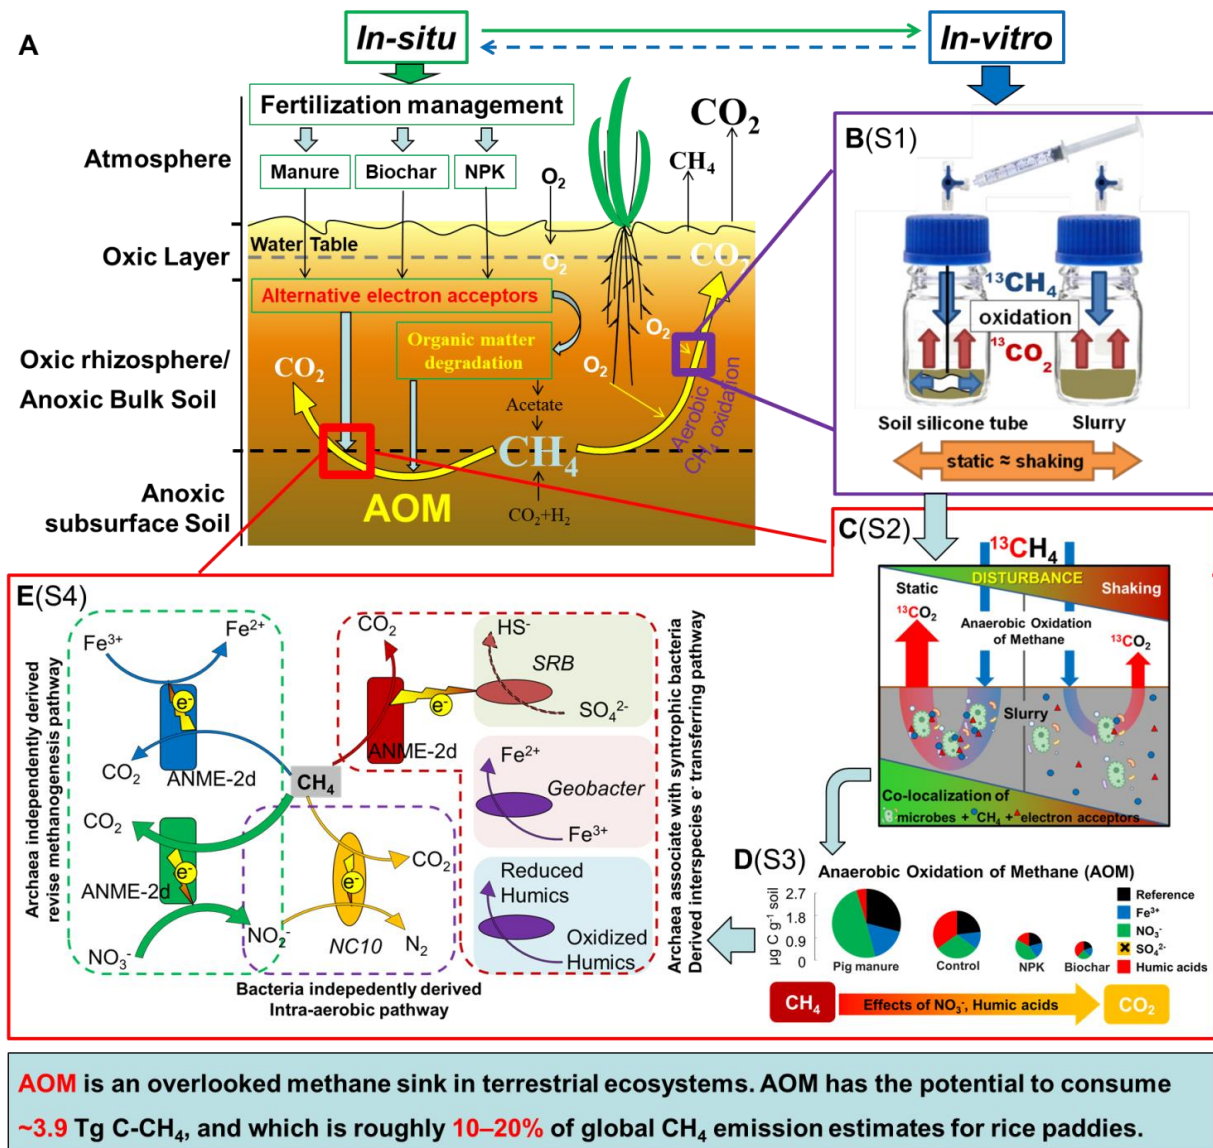 A
In-situ
In-vitro
Fertilization management
Manure
Biochar
NPK
Atmosphere
Oxic Layer
Oxic rhizosphere/
Anoxic Bulk Soil
Anoxic
subsurface Soil
O₂
CH₄
CO₂
Water Table
O₂
CO₂
Alternative electron acceptors
Organic matter
degradation
O₂
O₂
CO₂
Acetate
CH₄
Aerobic
CH₄ oxidation
AOM
CO₂+H₂
B(S1)
¹³CH₄
oxidation
¹³CO₂
Soil silicone tube
Slurry
static ≈ shaking
C(S2)
¹³CH₄
DISTURBANCE
Static
Shaking
¹³CO₂
Anaerobic Oxidation
of Methane
¹³CO₂
Slurry
Co-localization of
microbes + CH₄ + electron acceptors
D(S3)
Anaerobic Oxidation of Methane (AOM)
µg C g⁻¹ soil
2.7
1.8
0.9
0
Pig manure
Control
NPK
Biochar
Reference
Fe³⁺
NO₃⁻
SO₄²⁻
Humic acids
CH₄
Effects of NO₃⁻, Humic acids
CO₂
E(S4)
Archaea independently derived
revise methanogenesis pathway
Fe³⁺
Fe²⁺
e⁻
ANME-2d
CO₂
CH₄
CO₂
e⁻
ANME-2d
NO₃⁻
NO₂⁻
CO₂
e⁻
ANME-2d
HS⁻
SRB
SO₄²⁻
Fe²⁺
Geobacter
Fe³⁺
Reduced
Humics
Oxidized
Humics
CO₂
e⁻
NC10
N₂
Bacteria indepedently derived
Intra-aerobic pathway
Archaea associate with syntrophic bacteria
Derived interspecies e⁻ transferring pathway
AOM is an overlooked methane sink in terrestrial ecosystems. AOM has the potential to consume
~3.9 Tg C-CH₄, and which is roughly 10–20% of global CH₄ emission estimates for rice paddies.